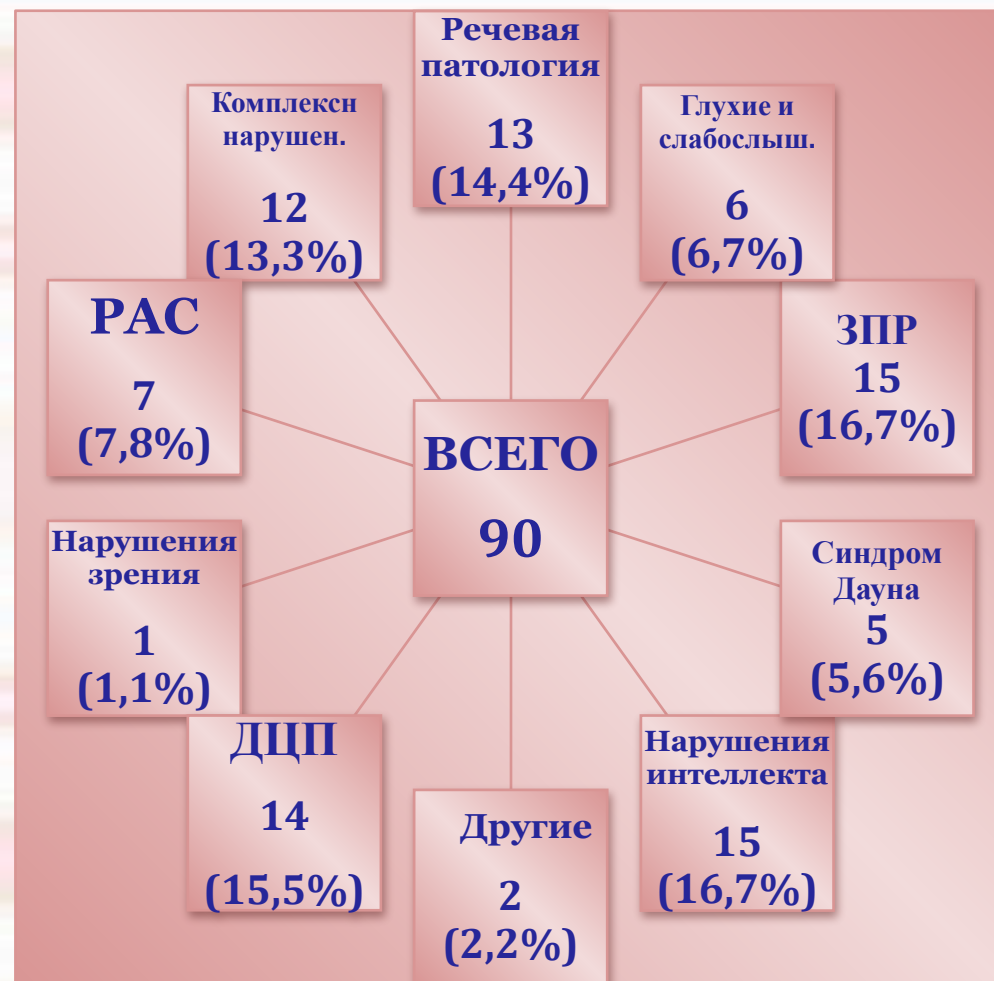 Речевая
патология
13
(14,4%)
Глухие и
слабослыш.
6
(6,7%)
ЗПР
15
(16,7%)
Синдром
Дауна
5
(5,6%)
Нарушения
интеллекта
15
(16,7%)
Другие
2
(2,2%)
ДЦП
14
(15,5%)
Нарушения
зрения
1
(1,1%)
РАС
7
(7,8%)
Комплексн
нарушен.
12
(13,3%)
ВСЕГО
90